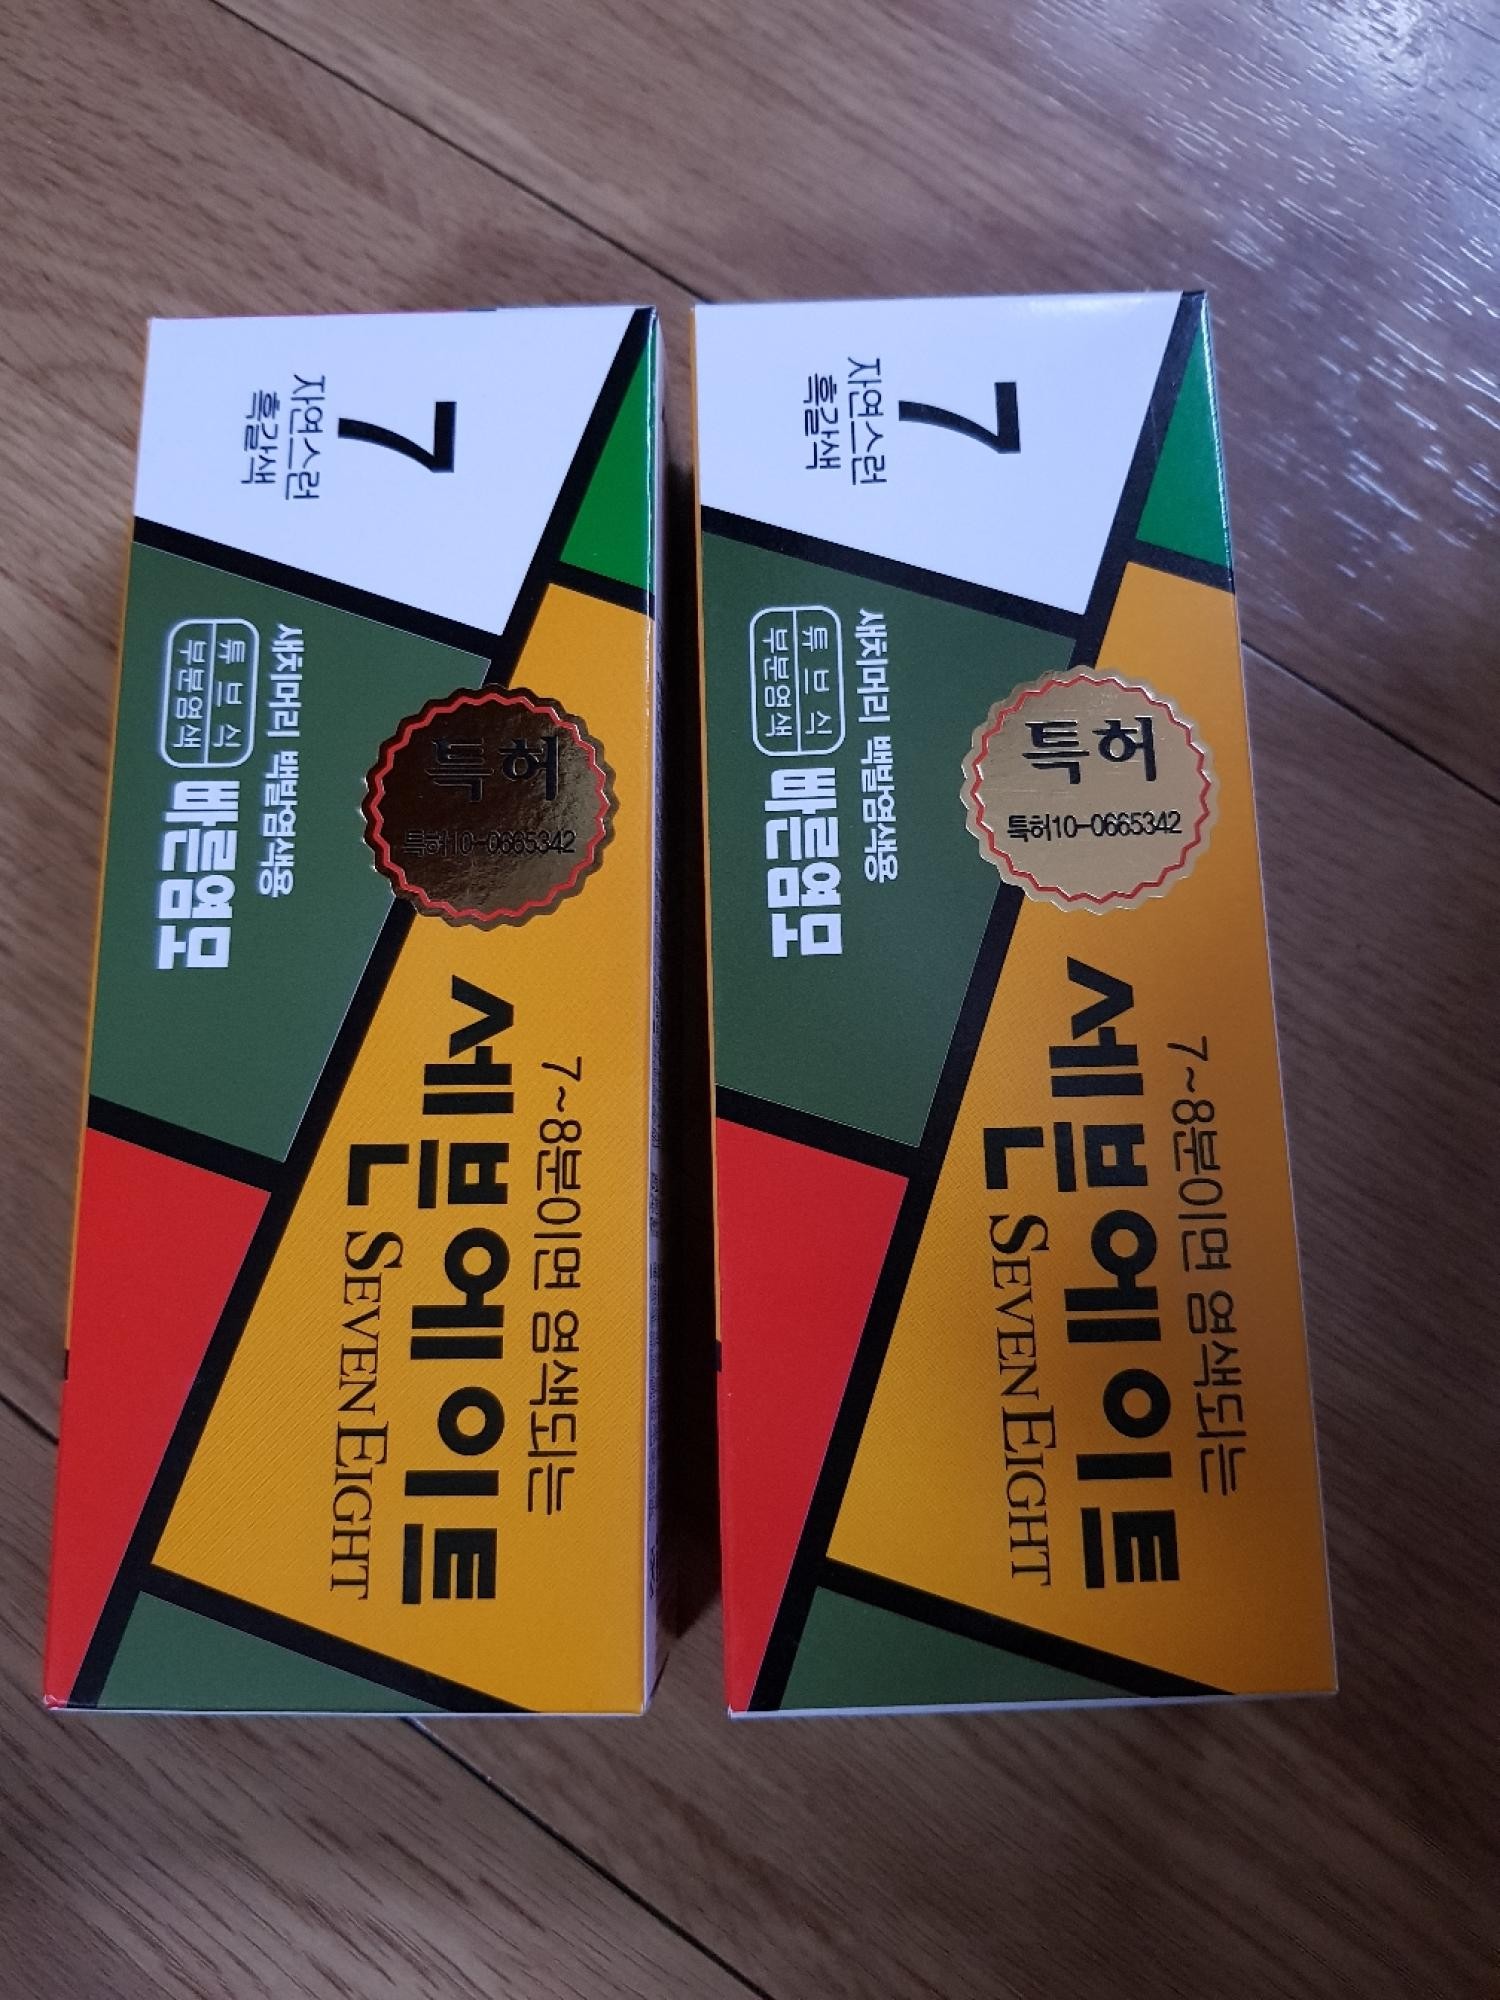 7
자연스런
흑갈색
새치머리 백발염색용
튜브식
부분염색
빠른염모
특허
특허10-0665342
7~8분이면 염색되는
세븐에이트
SEVEN EIGHT
7
자연스런
흑갈색
새치머리 백발염색용
튜브식
부분염색
빠른염모
특허
특허10-0665342
7~8분이면 염색되는
세븐에이트
SEVEN EIGHT